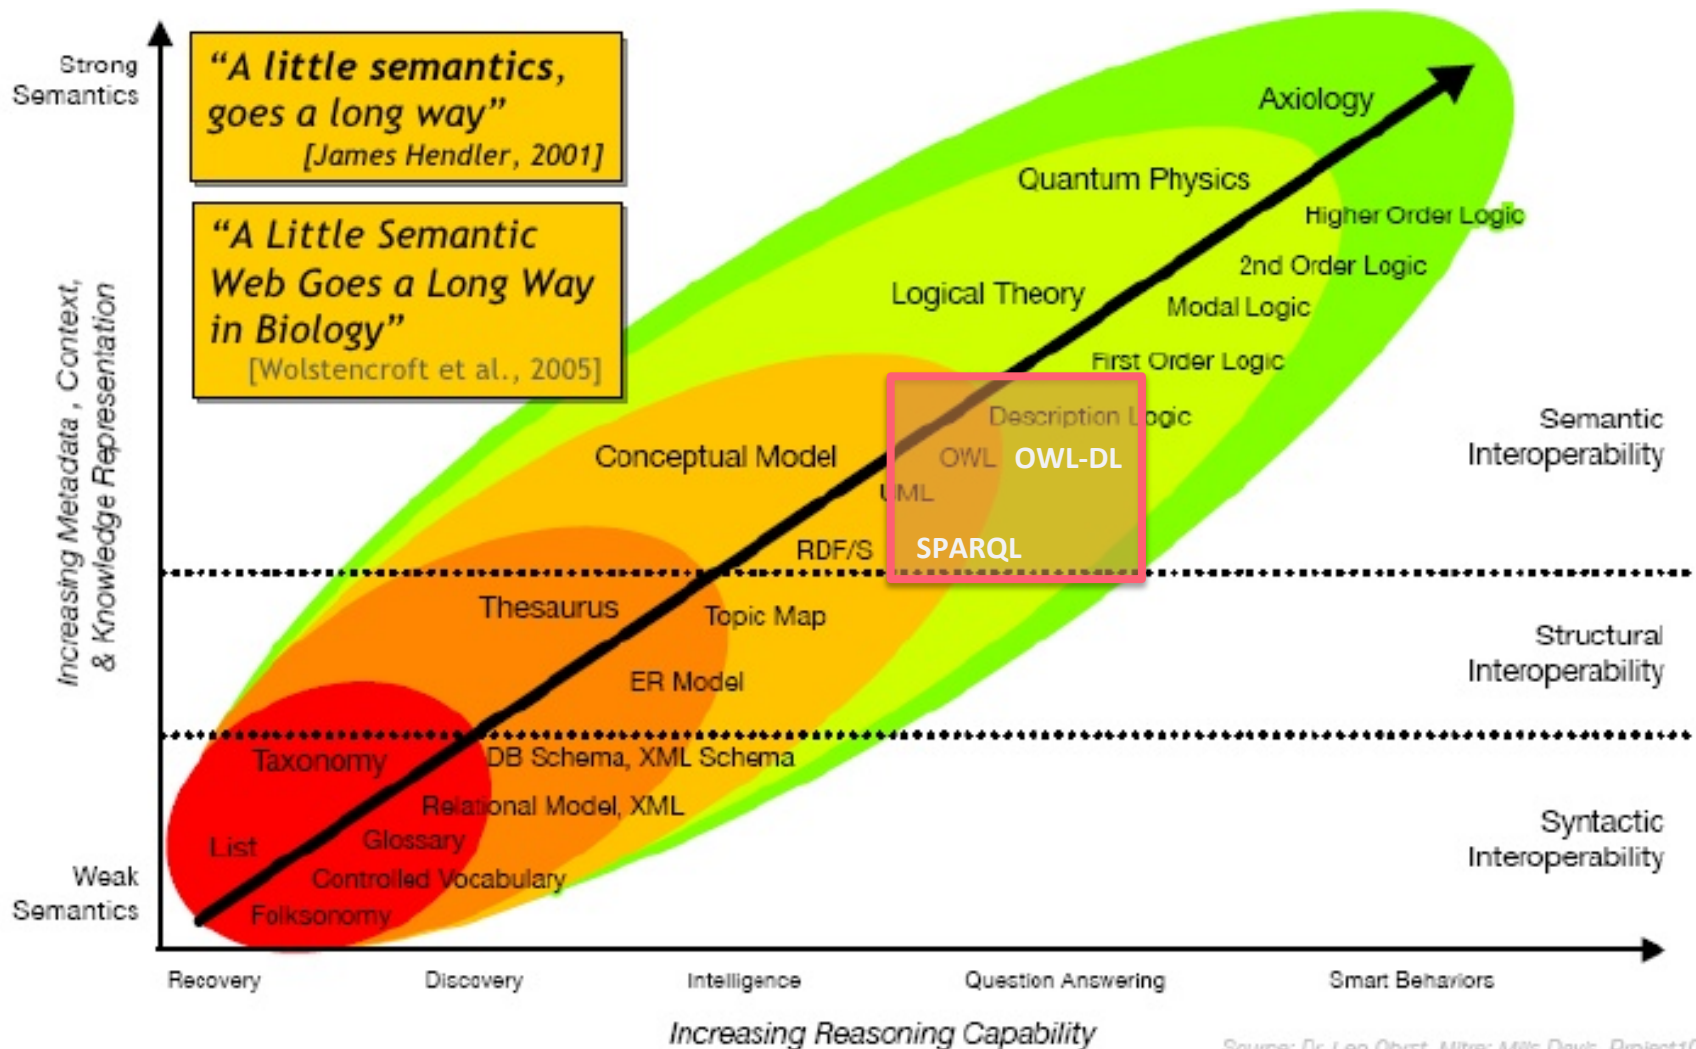 Strong
Semantics
“A little semantics,
goes a long way”
[James Hendler, 2001]
“A Little Semantic
Web Goes a Long Way
in Biology”
[Wolstencroft et al., 2005]
Increasing Metadata , Context,
& Knowledge Representation
Axiology
Quantum Physics
Higher Order Logic
2nd Order Logic
Logical Theory
Modal Logic
First Order Logic
Description Logic
Conceptual Model
OWL OWL-DL
UML
RDF/S SPARQL
Semantic
Interoperability
Thesaurus
Topic Map
ER Model
Structural
Interoperability
Taxonomy
DB Schema, XML Schema
Relational Model, XML
List
Glossary
Controlled Vocabulary
Folksonomy
Syntactic
Interoperability
Weak
Semantics
Recovery Discovery Intelligence Question Answering Smart Behaviors
Increasing Reasoning Capability